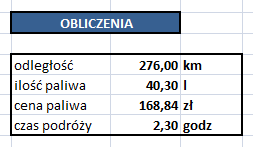 OBLICZENIA
odległość 276,00 km
ilość paliwa 40,30 l
cena paliwa 168,84 zł
czas podróży 2,30 godz